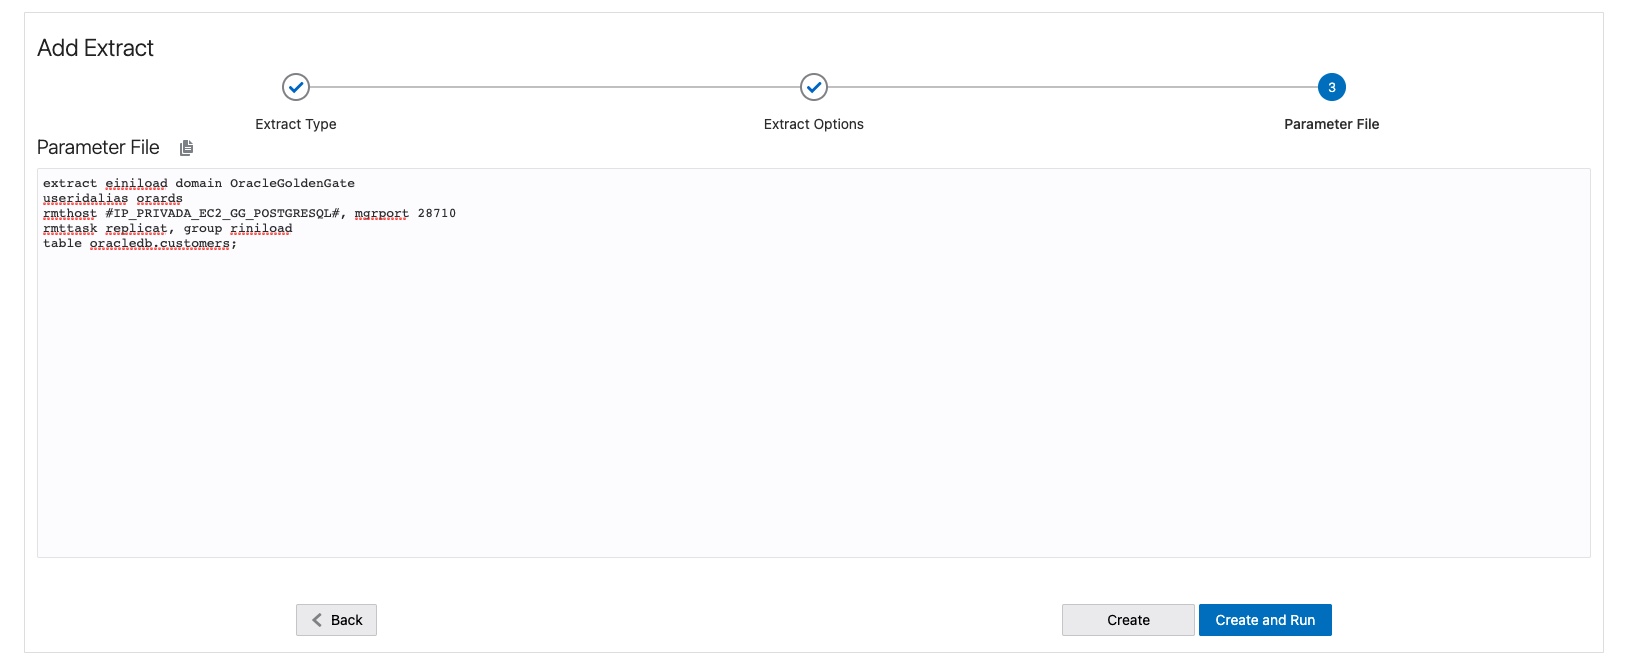 Add Extract
3
Extract Type
Extract Options
Parameter File
Parameter File
extract einiload domain OracleGoldenGate
useridalias orards
rmthost #IP_PRIVADA_EC2_GG_POSTGRESQL#, mgrport 28710
rmttask replicat, group riniload
table oracledb.customers;
Back
Create
Create and Run